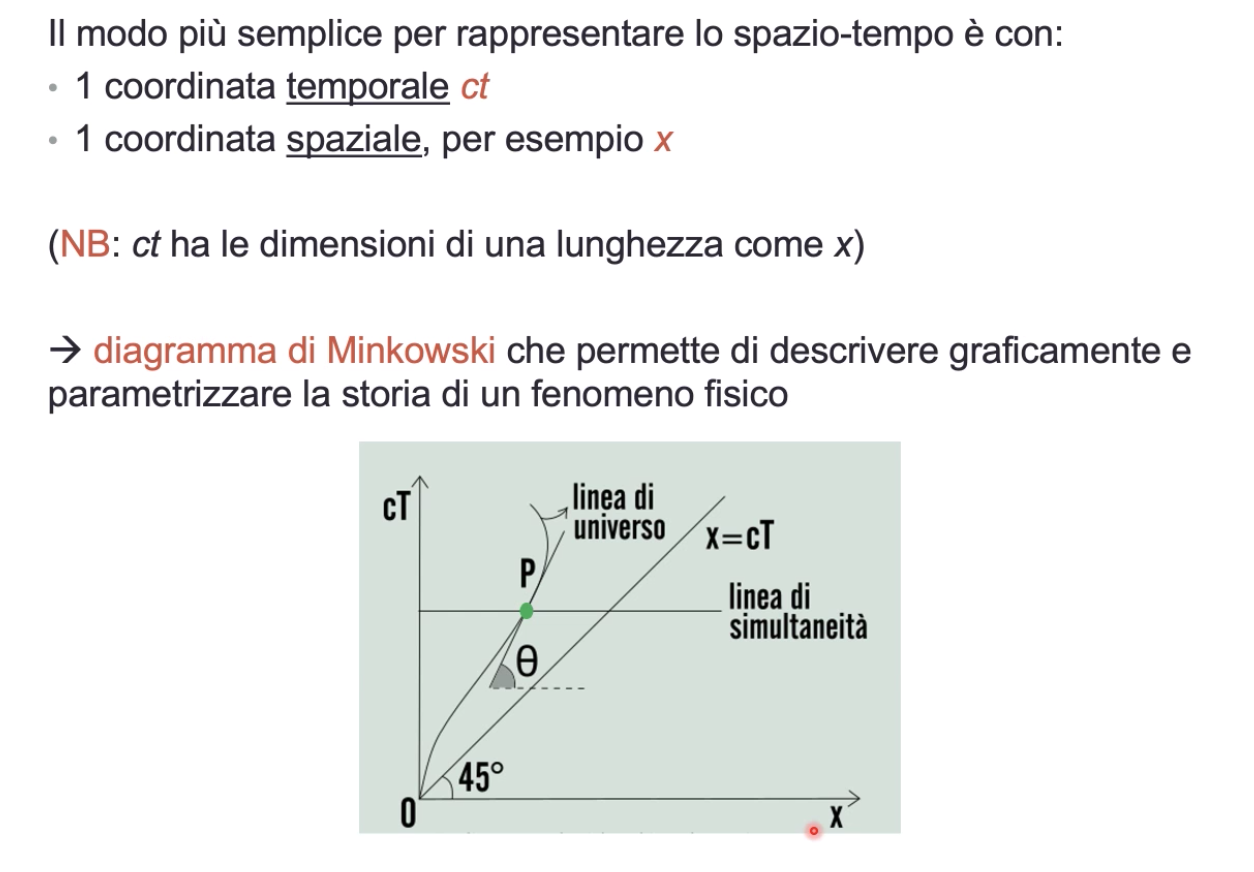 Il modo più semplice per rappresentare lo spazio-tempo è con:
• 1 coordinata temporale ct
• 1 coordinata spaziale, per esempio x
(NB: ct ha le dimensioni di una lunghezza come x)
→ diagramma di Minkowski che permette di descrivere graficamente e
parametrizzare la storia di un fenomeno fisico
cT
linea di
universo
x=cT
P
linea di
simultaneità
θ
45°
0
x